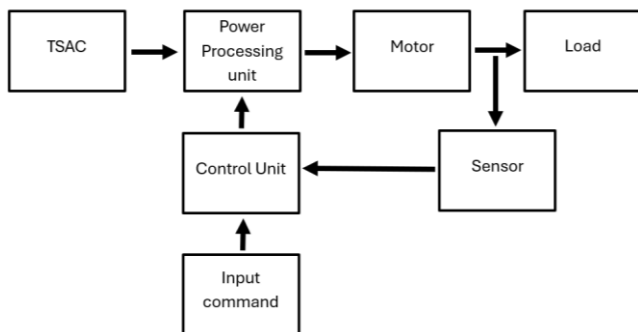 TSAC
Power
Processing
unit
Motor
Load
Control Unit
Sensor
Input
command